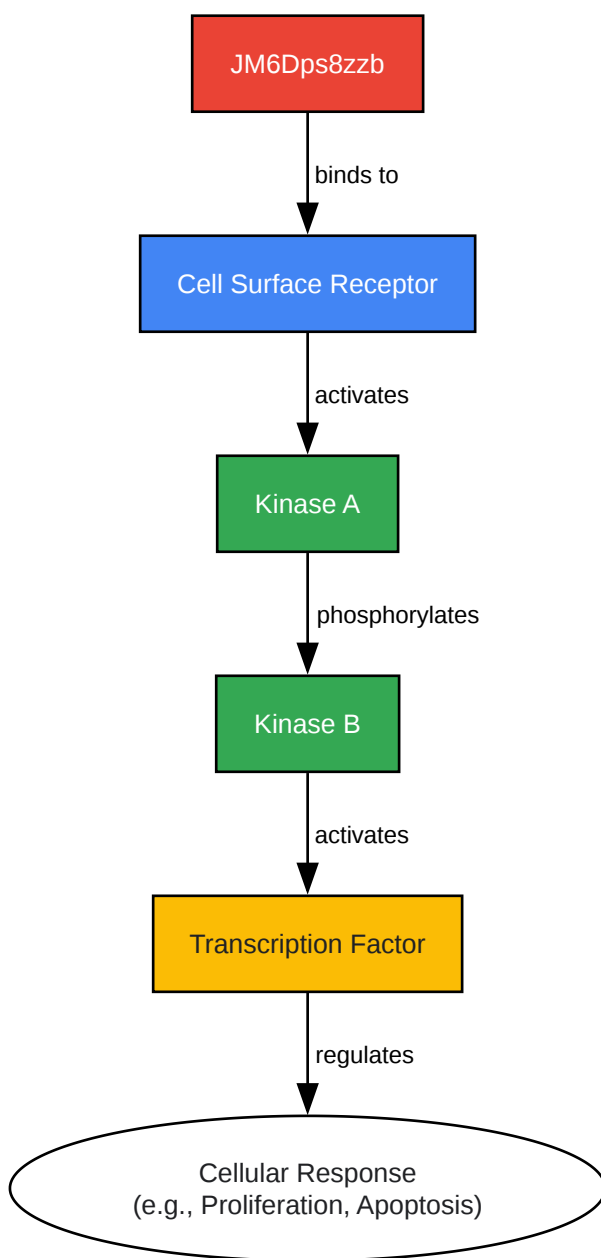 JM6Dps8zzb
binds to
Cell Surface Receptor
activates
Kinase A
phosphorylates
Kinase B
activates
Transcription Factor
regulates
Cellular Response
(e.g., Proliferation, Apoptosis)